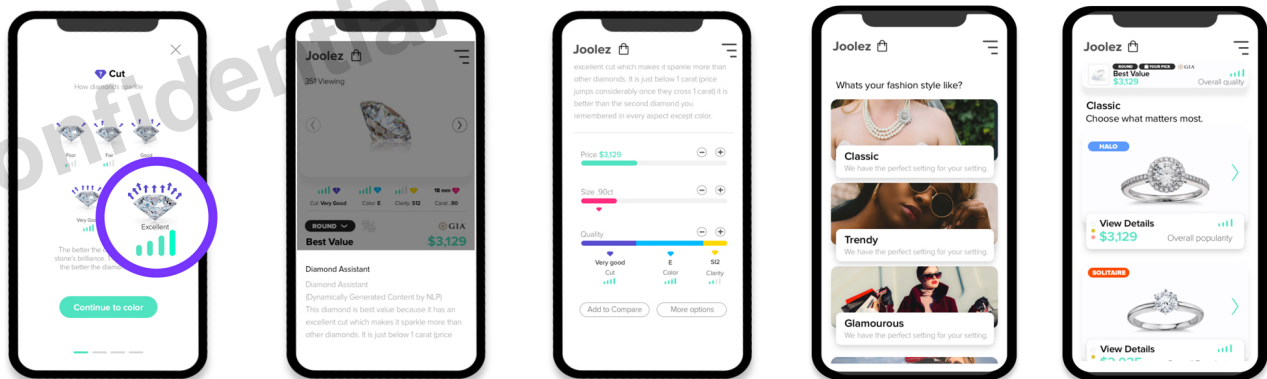 Confidential
Cut
How diamonds sparkle
Poor
Fair
Good
Very Good
Excellent
The better the
stone's brilliance.
the better the
Continue to color
Joolez
351 Viewing
Cut Very Good
Color E
Clarity SI2
Carat .90
ROUND
GIA
Best Value
$3,129
Diamond Assistant
Diamond Assistant
(Dynamically Generated Content by NLP)
This diamond is best value because it has an
excellent cut which makes it sparkle more than
other diamonds. It is just below 1 carat (price
Joolez
excellent cut which makes it sparkle more than
other diamonds. It is just below 1 carat (price
jumps considerably once they cross 1 carat) it is
better than the second diamond you
remembered in every aspect except color.
Price $3,129
Size .90ct
Quality
Very good
Cut
E
Color
SI2
Clarity
Add to Compare
More options
Joolez
Whats your fashion style like?
Classic
We have the perfect setting for your setting.
Trendy
We have the perfect setting for your setting.
Glamourous
We have the perfect setting for your setting.
Joolez
ROUND
YOUR PICK
GIA
Best Value
$3,129
Overall quality
Classic
Choose what matters most.
HALO
View Details
$3,129
Overall popularity
SOLITAIRE
View Details